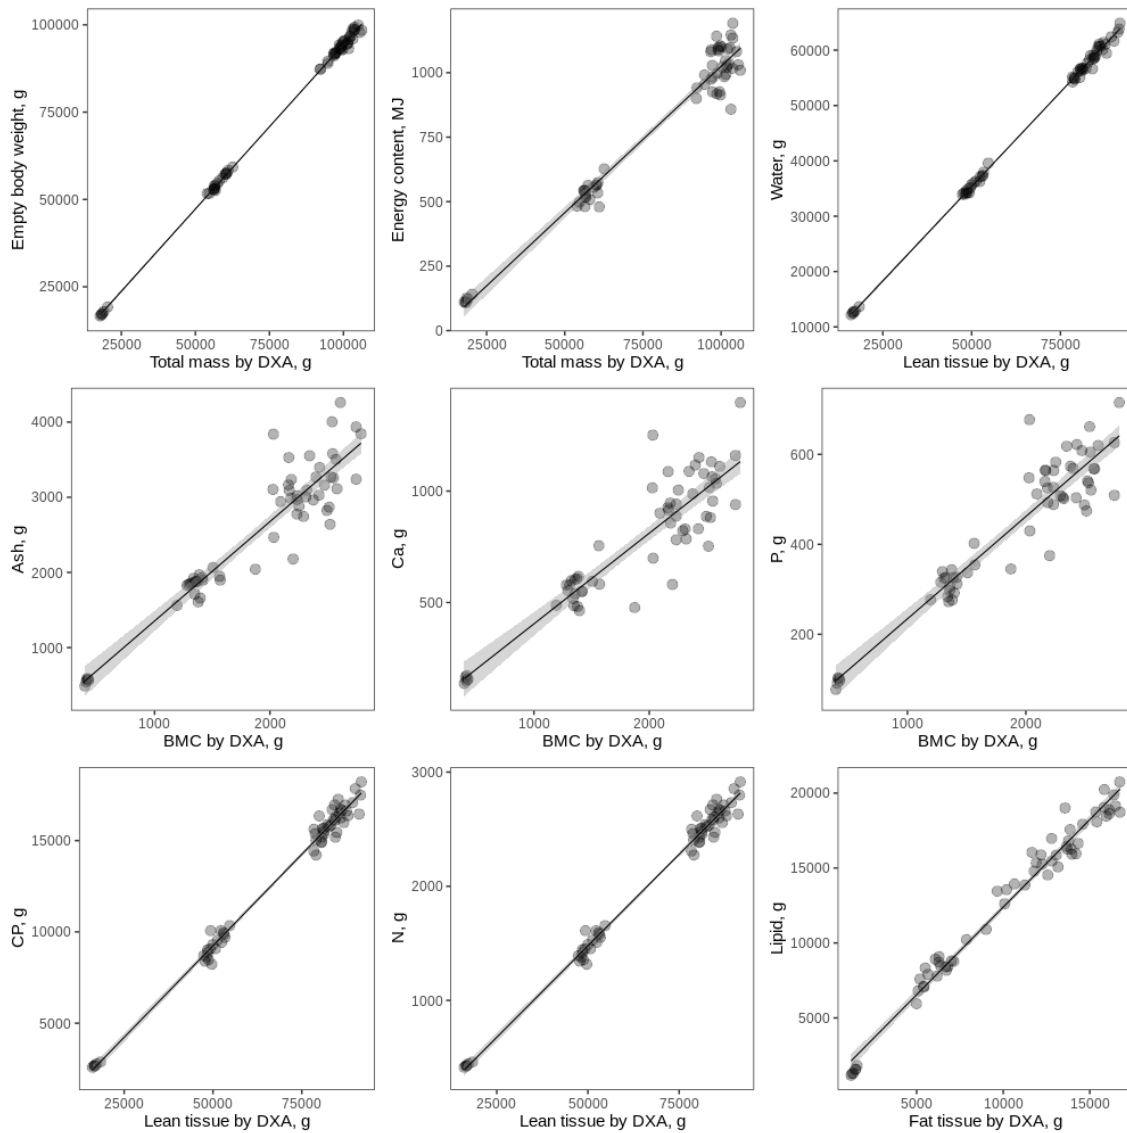 Empty body weight, g
100000
75000
50000
25000
25000 50000 75000 100000
Total mass by DXA, g
Energy content, MJ
1000
750
500
250
0
25000 50000 75000 100000
Total mass by DXA, g
Water, g
60000
50000
40000
30000
20000
10000
25000 50000 75000
Lean tissue by DXA, g
Ash, g
4000
3000
2000
1000
1000 2000
BMC by DXA, g
Ca, g
1000
500
1000 2000
BMC by DXA, g
P, g
600
400
200
1000 2000
BMC by DXA, g
CP, g
15000
10000
5000
25000 50000 75000
Lean tissue by DXA, g
N, g
3000
2000
1000
25000 50000 75000
Lean tissue by DXA, g
Lipid, g
20000
15000
10000
5000
5000 10000 15000
Fat tissue by DXA, g